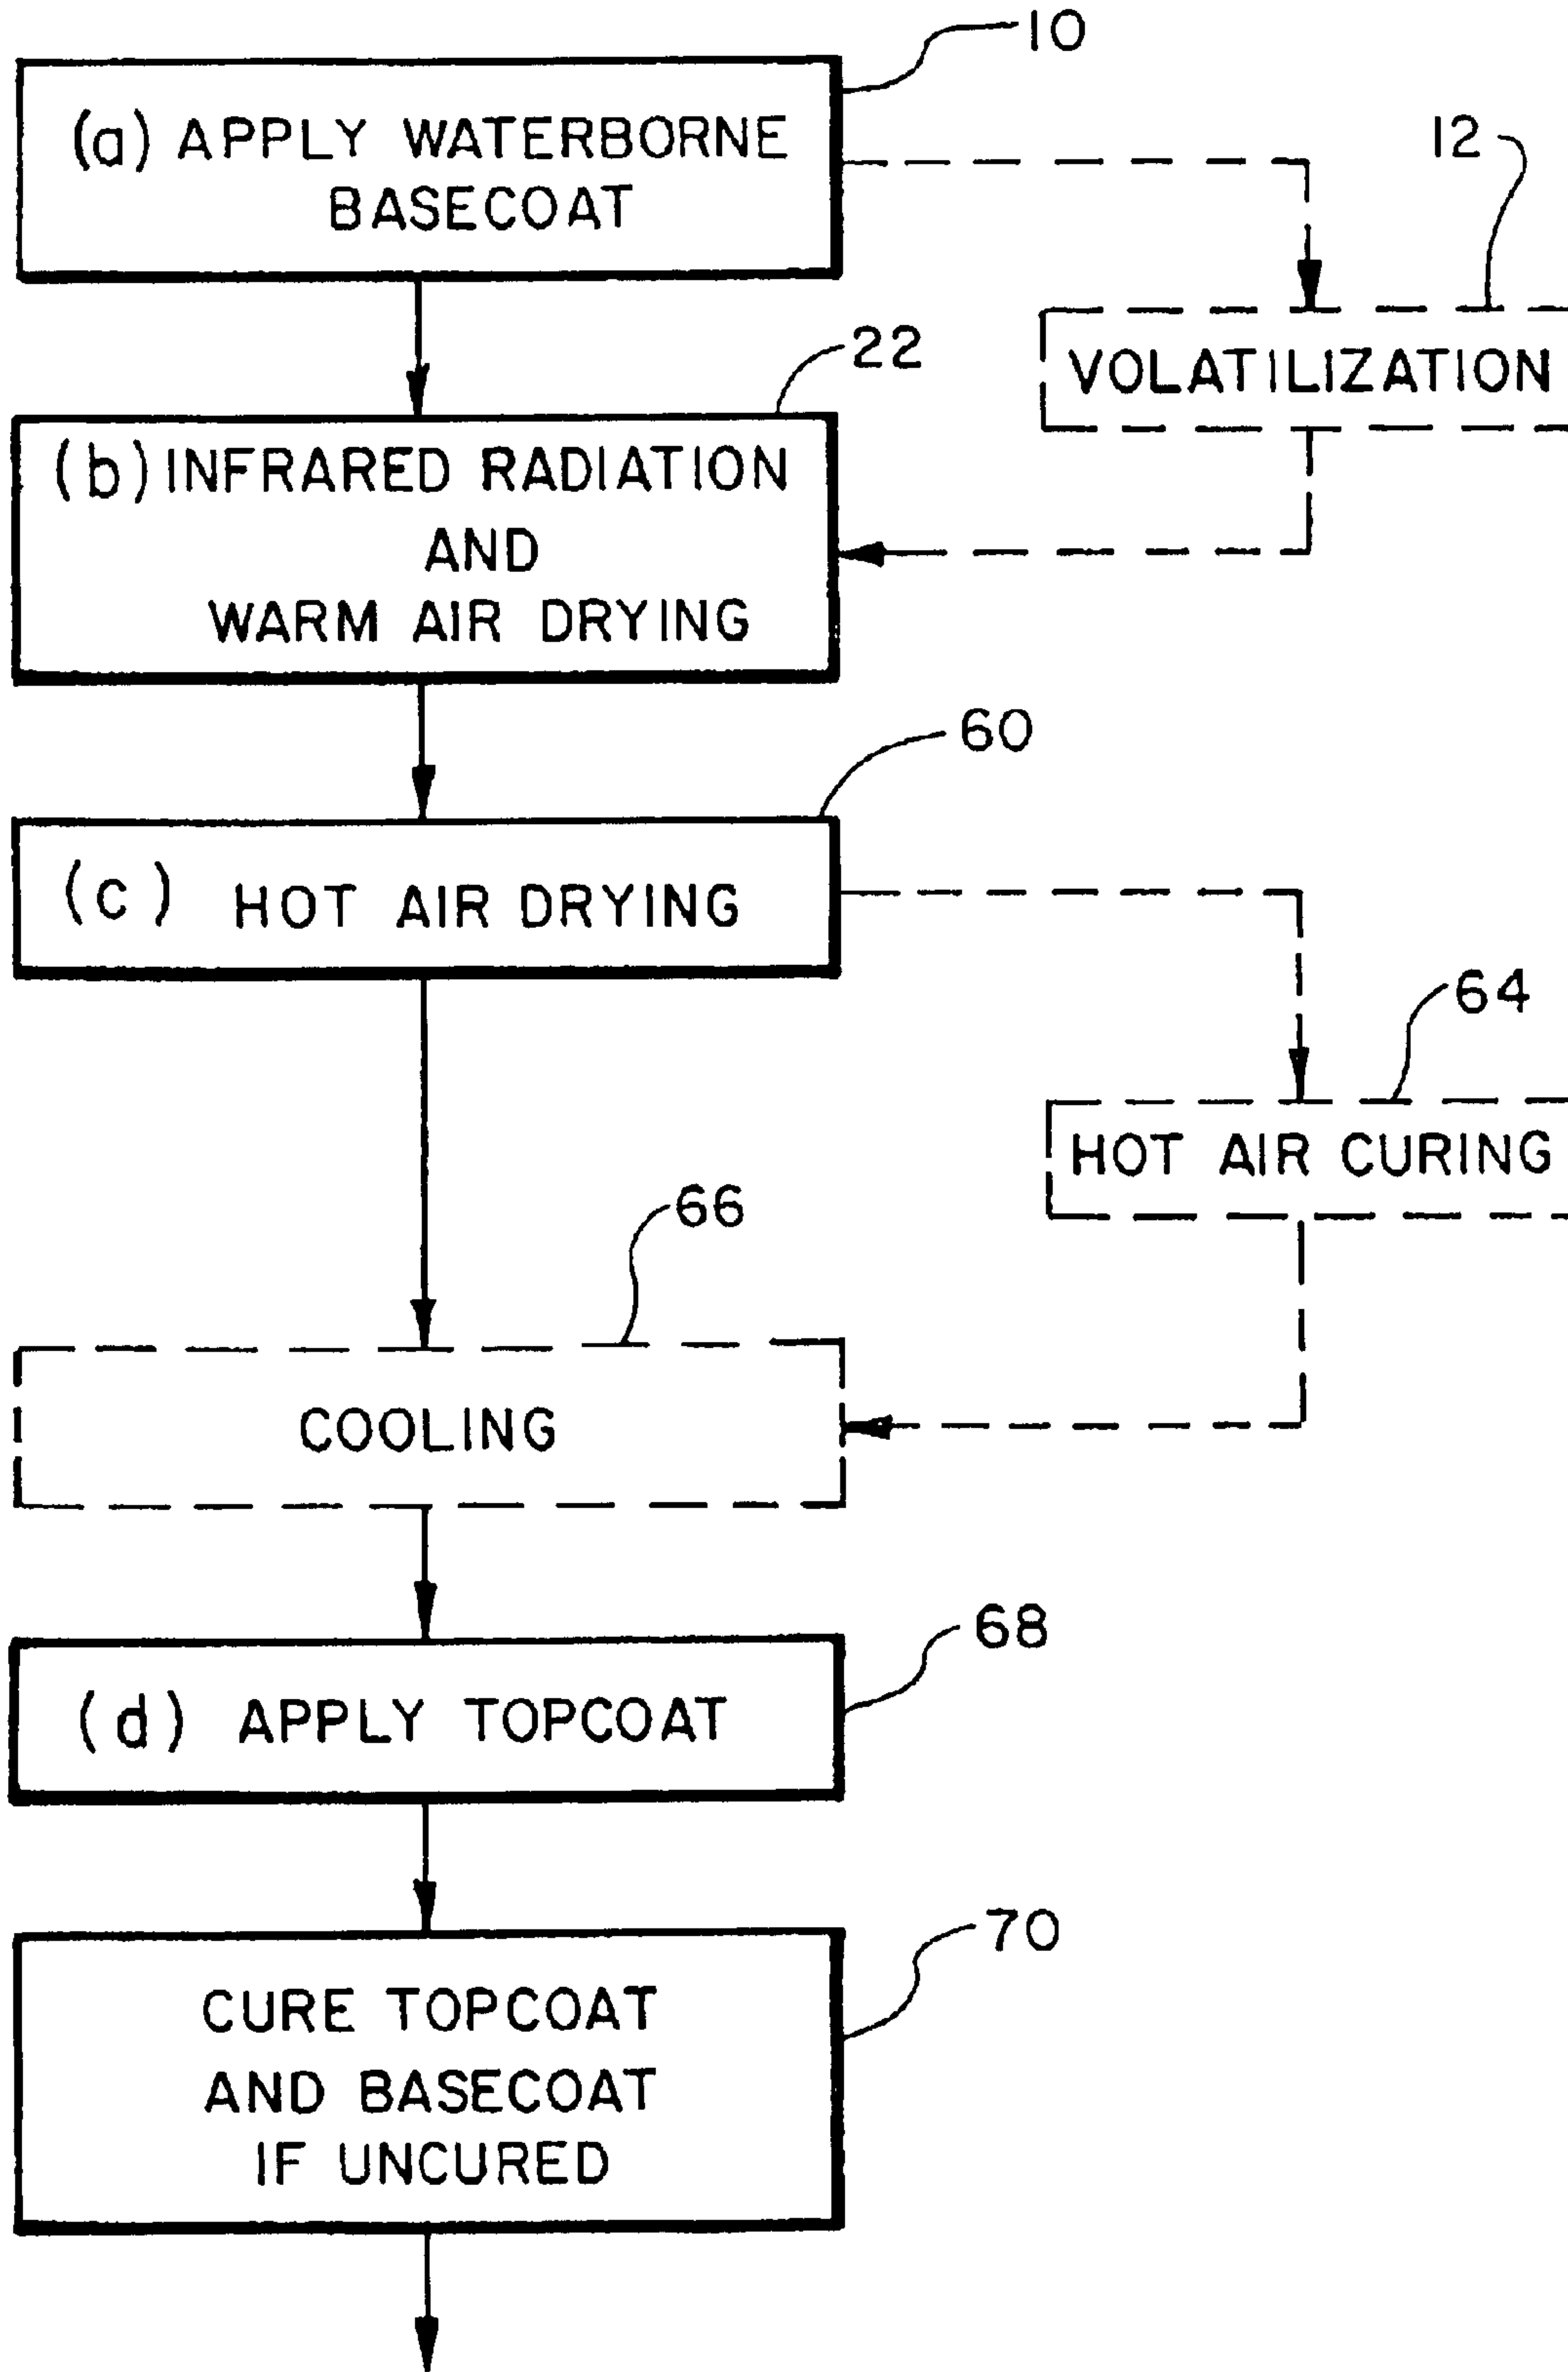 10
(a) APPLY WATERBORNE
BASECOAT
12
VOLATILIZATION
22
(b) INFRARED RADIATION
AND
WARM AIR DRYING
60
(c) HOT AIR DRYING
64
HOT AIR CURING
66
COOLING
68
(d) APPLY TOPCOAT
70
CURE TOPCOAT
AND BASECOAT
IF UNCURED